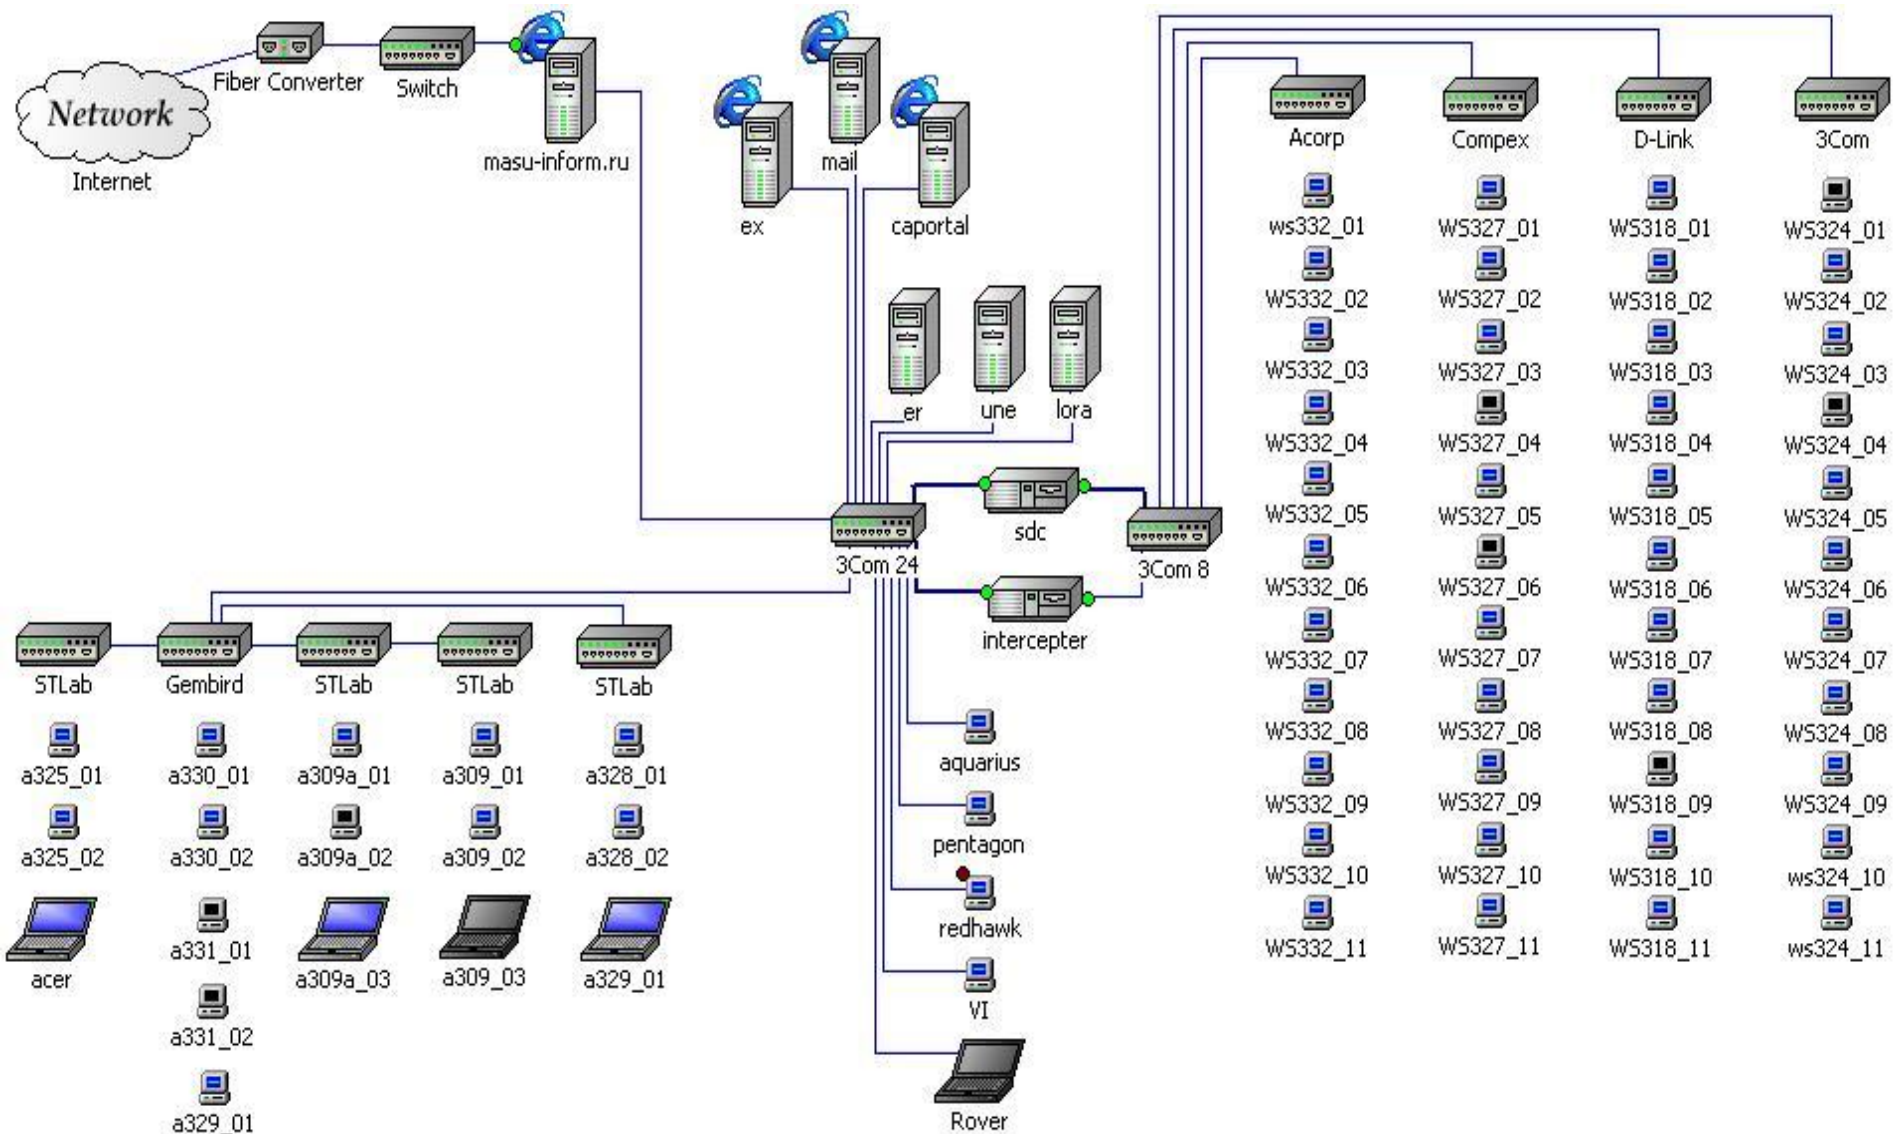 Network
Internet
Fiber Converter
Switch
masu-inform.ru
ex
mail
caportal
er
une
lora
sdc
3Com 24
3Com 8
intercepter
Acorp
Compex
D-Link
3Com
ws332_01
WS327_01
WS318_01
WS324_01
WS332_02
WS327_02
WS318_02
WS324_02
WS332_03
WS327_03
WS318_03
WS324_03
WS332_04
WS327_04
WS318_04
WS324_04
WS332_05
WS327_05
WS318_05
WS324_05
WS332_06
WS327_06
WS318_06
WS324_06
WS332_07
WS327_07
WS318_07
WS324_07
WS332_08
WS327_08
WS318_08
WS324_08
WS332_09
WS327_09
WS318_09
WS324_09
WS332_10
WS327_10
WS318_10
ws324_10
WS332_11
WS327_11
WS318_11
ws324_11
STLab
Gembird
STLab
STLab
STLab
a325_01
a330_01
a309a_01
a309_01
a328_01
a325_02
a330_02
a309a_02
a309_02
a328_02
acer
a331_01
a309a_03
a309_03
a329_01
a331_02
a329_01
aquarius
pentagon
redhawk
VI
Rover